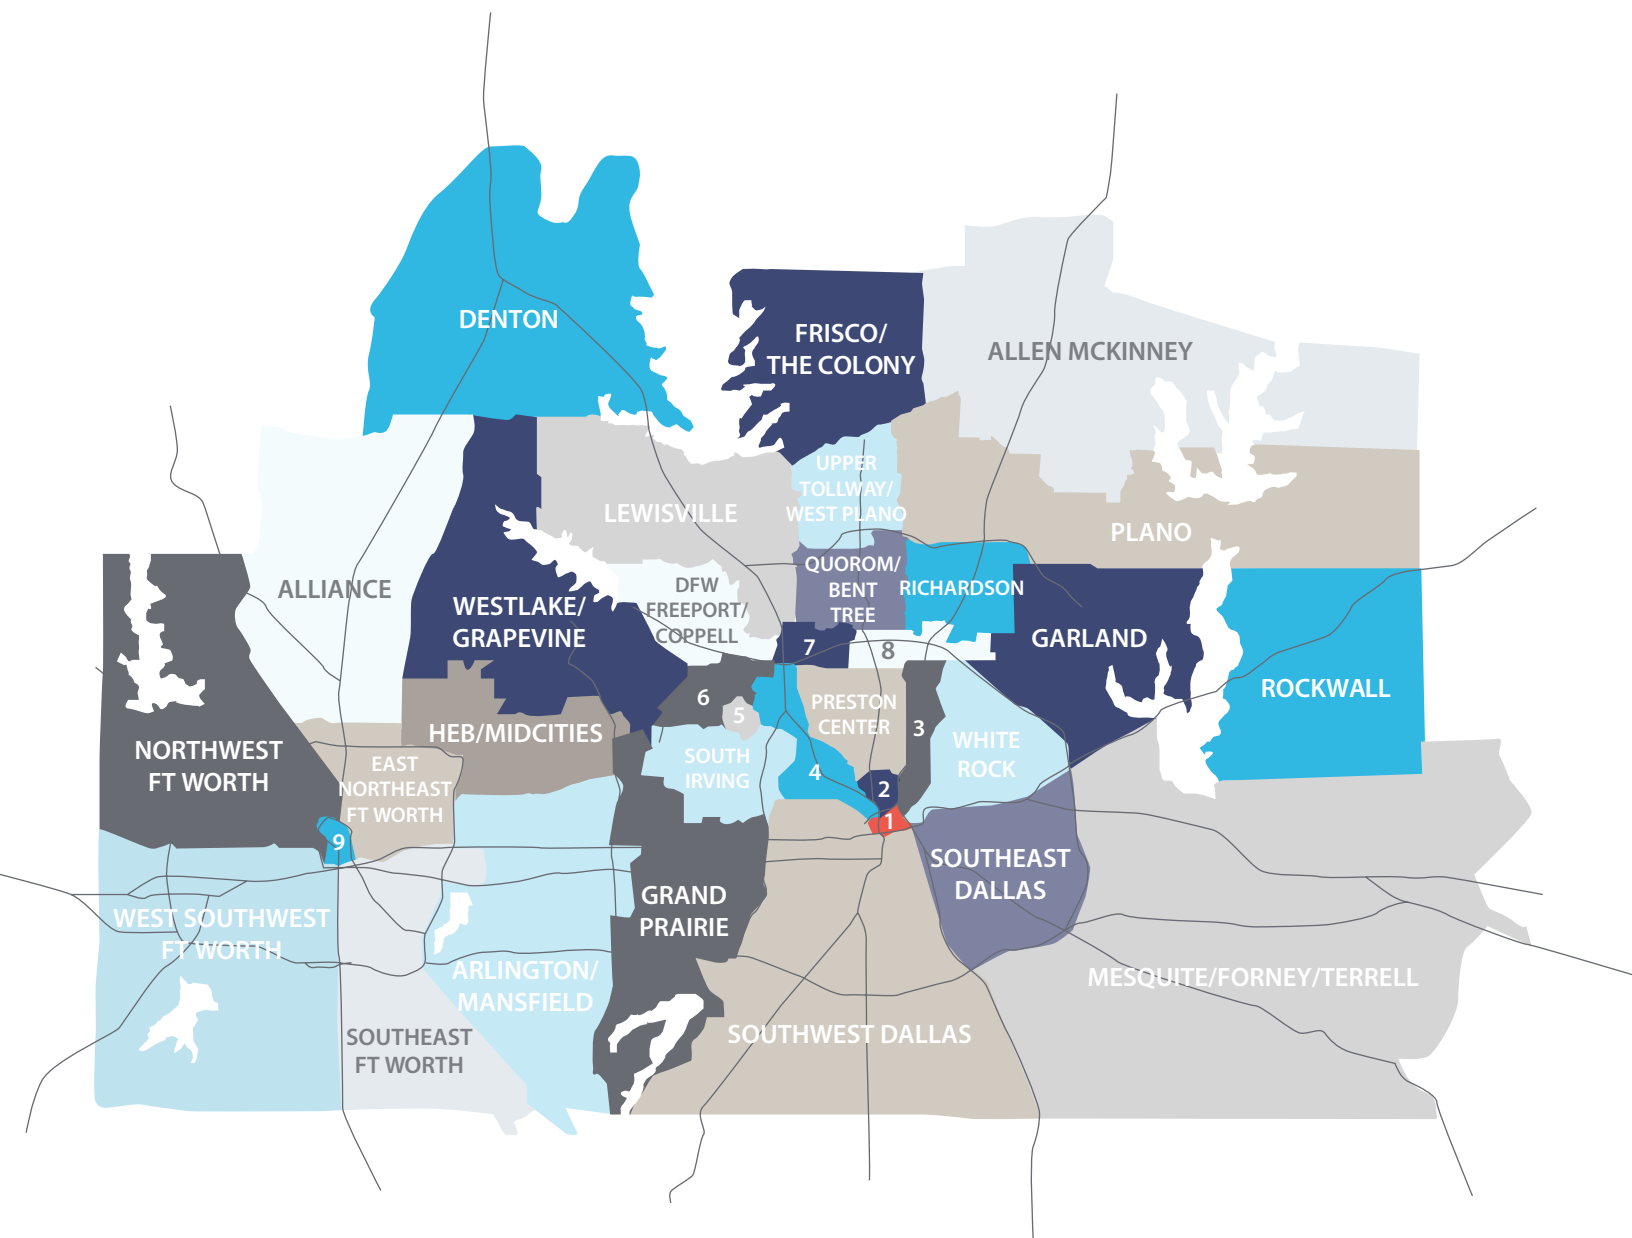 DENTON
FRISCO/
THE COLONY
ALLEN MCKINNEY
UPPER
TOLLWAY/
WEST PLANO
LEWISVILLE
PLANO
ALLIANCE
DFW
FREEPORT/
COPPELL
QUOROM/
BENT
TREE
RICHARDSON
WESTLAKE/
GRAPEVINE
GARLAND
7
8
ROCKWALL
6
5
PRESTON
CENTER
3
HEB/MIDCITIES
NORTHWEST
FT WORTH
EAST
NORTHEAST
FT WORTH
SOUTH
IRVING
4
WHITE
ROCK
2
1
9
SOUTHEAST
DALLAS
GRAND
PRAIRIE
WEST SOUTHWEST
FT WORTH
ARLINGTON/
MANSFIELD
MESQUITE/FORNEY/TERRELL
SOUTHEAST
FT WORTH
SOUTHWEST DALLAS